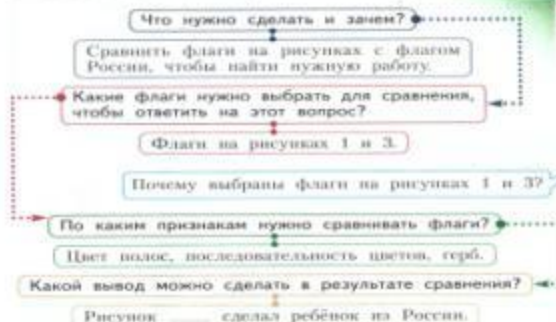 Что нужно сделать и зачем?
Сравнить флаги на рисунках с флагом
России, чтобы найти нужную работу.
Какие флаги нужно выбрать для сравнения,
чтобы ответить на этот вопрос?
Флаги на рисунках 1 и 3.
Почему выбраны флаги на рисунках 1 и 3?
По каким признакам нужно сравнивать флаги?
Цвет полос, последовательность цветов, герб.
Какой вывод можно сделать в результате сравнения?
Рисунок ____ сделал ребёнок из России.